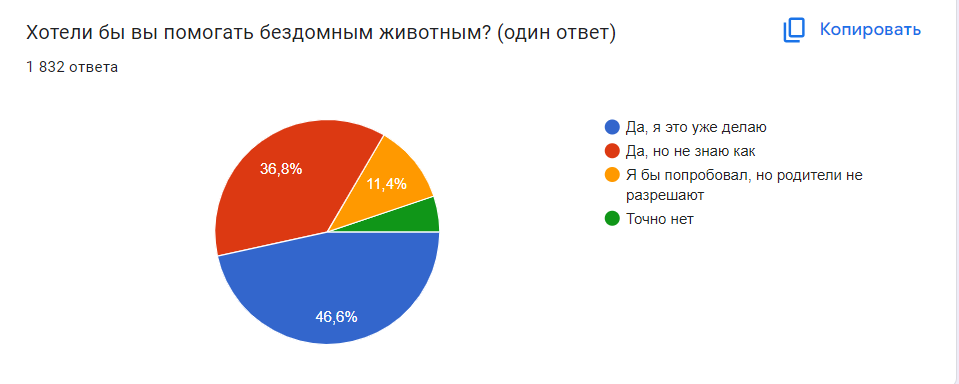 Хотели бы вы помогать бездомным животным? (один ответ)
Копировать
1 832 ответа
36,8%
11,4%
46,6%
Да, я это уже делаю
Да, но не знаю как
Я бы попробовал, но родители не
разрешают
Точно нет